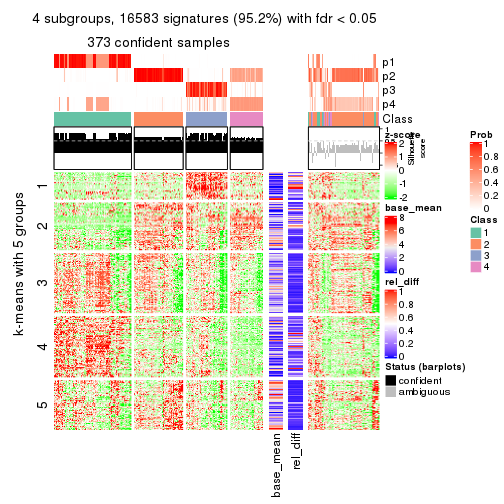 4 subgroups, 16583 signatures (95.2%) with fdr < 0.05
373 confident samples
p1
p2
p3
p4
Class
1
Silhouette
score
k-means with 5 groups
1
2
3
4
5
base_mean
rel_diff
z-score
2
1
0
-1
-2
base_mean
8
6
4
2
0
rel_diff
1
0.8
0.6
0.4
0.2
0
Status (barplots)
confident
ambiguous
Prob
1
0.8
0.6
0.4
0.2
0
Class
1
2
3
4